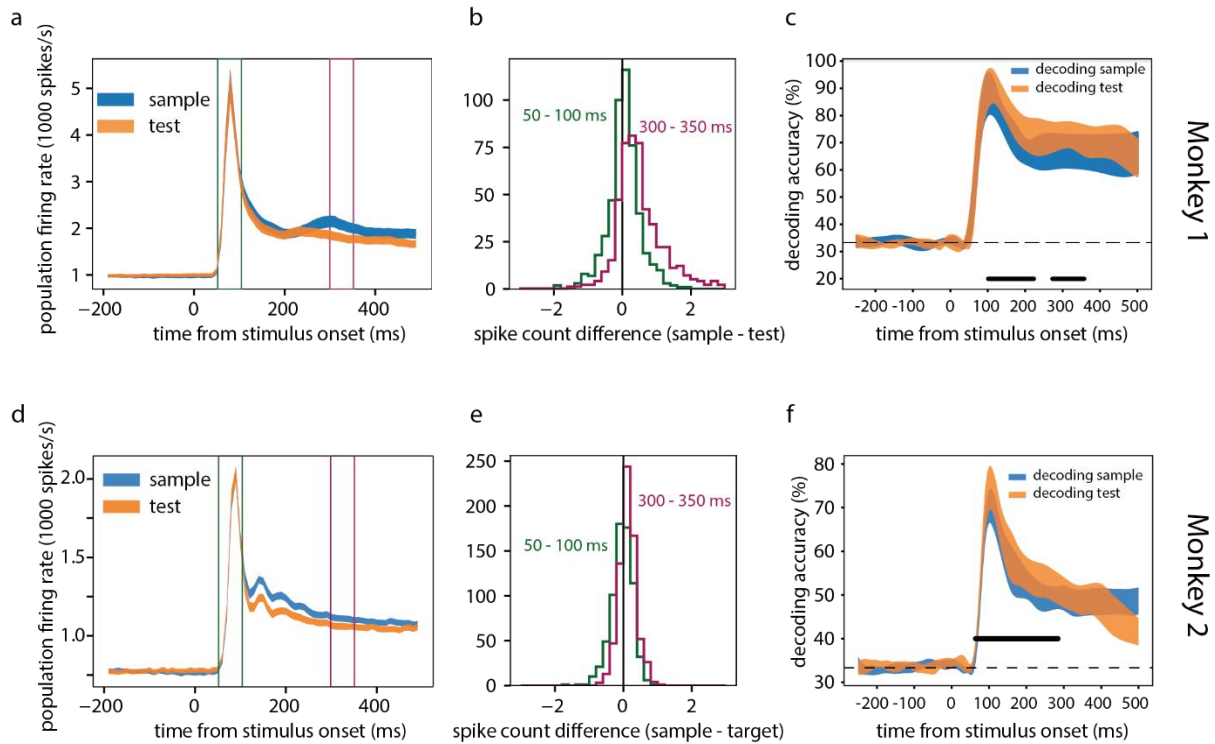 a
b
c
population firing rate (1000 spikes/s)
5
4
3
2
1
sample
test
−200
0
200
400
time from stimulus onset (ms)
100
75
50
25
0
50 - 100 ms
300 - 350 ms
−2
0
2
spike count difference (sample - test)
decoding accuracy (%)
100
90
80
70
60
50
40
30
20
decoding sample
decoding test
-200
-100
0
100
200
300
400
500
time from stimulus onset (ms)
Monkey 1
d
e
f
population firing rate (1000 spikes/s)
2.0
1.5
1.0
sample
test
−200
0
200
400
time from stimulus onset (ms)
250
200
150
100
50
0
50 - 100 ms
300 - 350 ms
−2
0
2
spike count difference (sample - target)
decoding accuracy (%)
80
70
60
50
40
30
decoding sample
decoding test
-200
-100
0
100
200
300
400
500
time from stimulus onset (ms)
Monkey 2